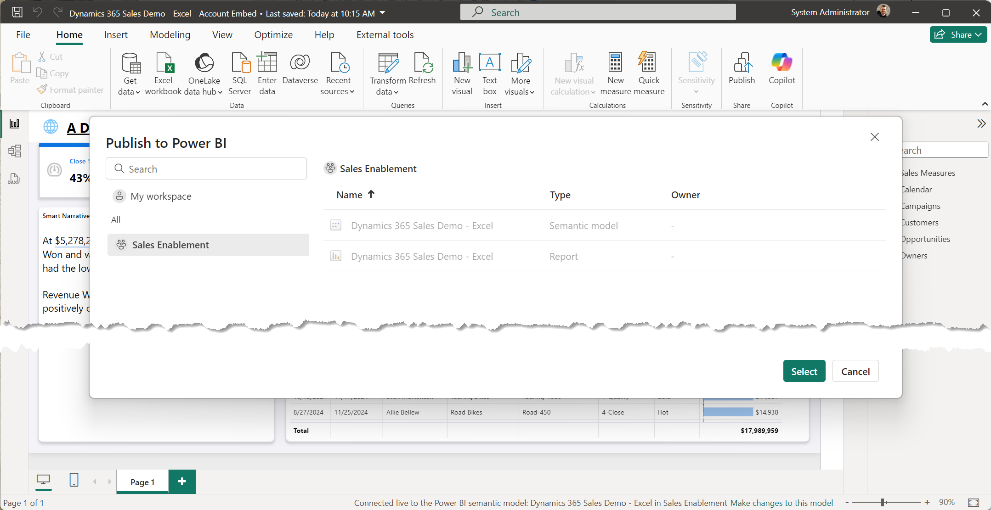 Dynamics 365 Sales Demo Excel Account Embed • Last saved: Today at 10:15 AM
Search
System Administrator
File Home Insert Modeling View Optimize Help External tools
Share
Paste
Cut
Copy
Format painter
Clipboard
Get data
Excel workbook
OneLake data hub
SQL Server
Enter data
Dataverse
Recent sources
Data
Transform data
Refresh
Queries
New visual
Text box
More visuals
Insert
New visual calculation
New measure
Quick measure
Calculations
Sensitivity
Sensitivity
Publish
Share
Copilot
Copilot
A D
Close
43%
Smart Narrative
At $5,278,2
Won and w
had the lov
Revenue W
positively c
Publish to Power BI
Search
My workspace
All
Sales Enablement
Sales Enablement
Name Type Owner
Dynamics 365 Sales Demo - Excel Semantic model -
Dynamics 365 Sales Demo - Excel Report -
Select
Cancel
earch
Sales Measures
Calendar
Campaigns
Customers
Opportunities
Owners
8/27/2024 11/25/2024 Allie Bellew Road Bikes Road-450 4-Close Hot $14,938
Total $17,989,959
Page 1
Page 1 of 1
Connected live to the Power BI semantic model: Dynamics 365 Sales Demo - Excel in Sales Enablement Make changes to this model
- + 90%